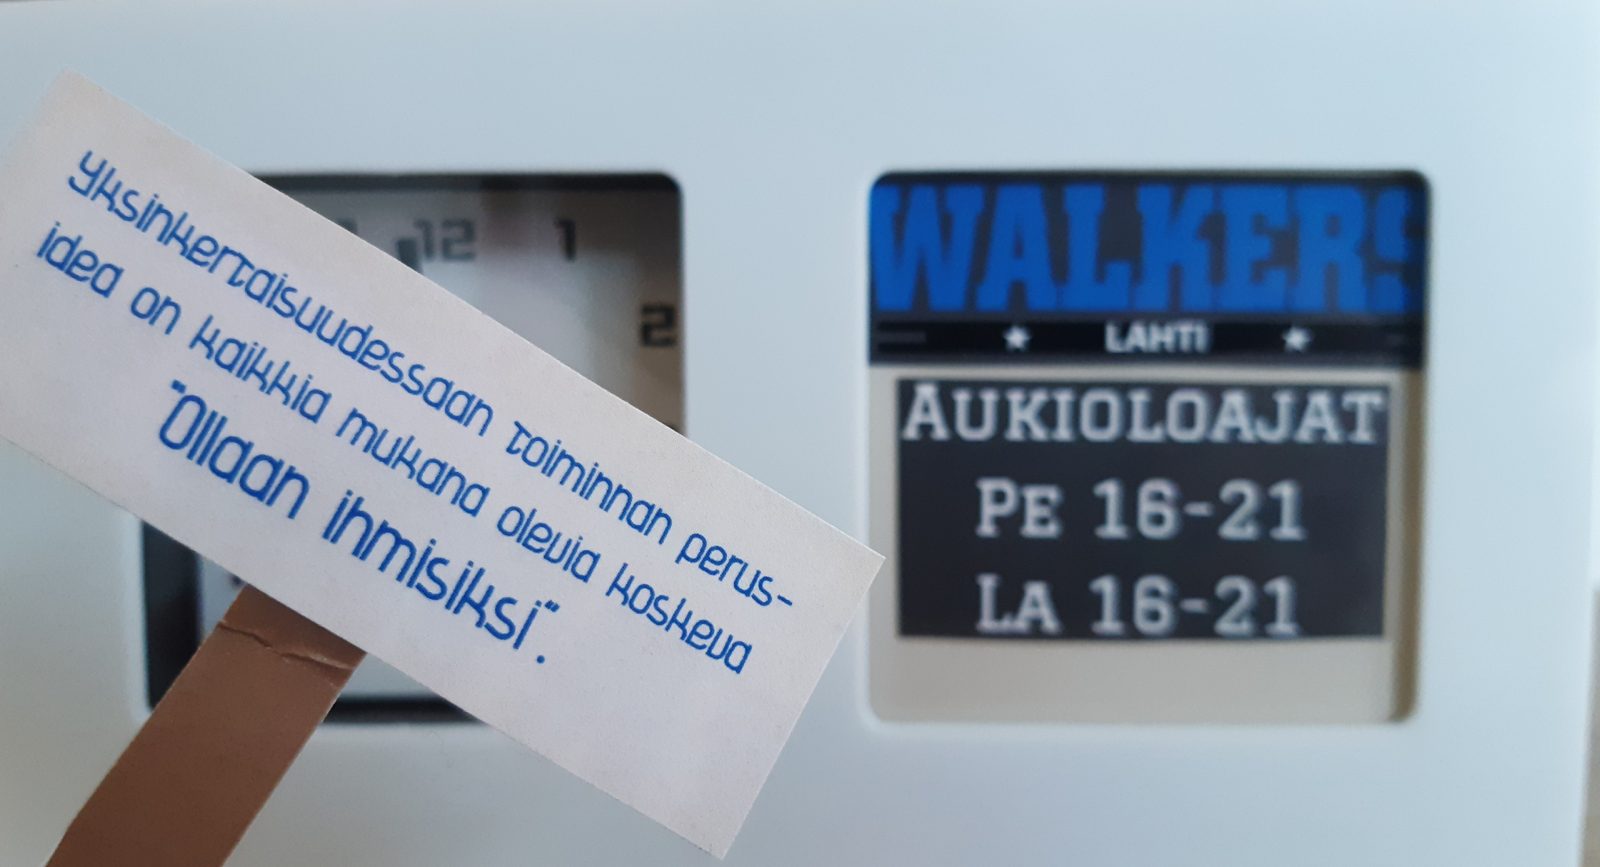 Yksinkertaisuudessaan toiminnan perus-
idea on kaikkia mukana olevia koskeva
"Ollaan ihmisiksi".
12 1
2
WALKERS
LAHTI
AUKIOLOAJAT
PE 16-21
LA 16-21